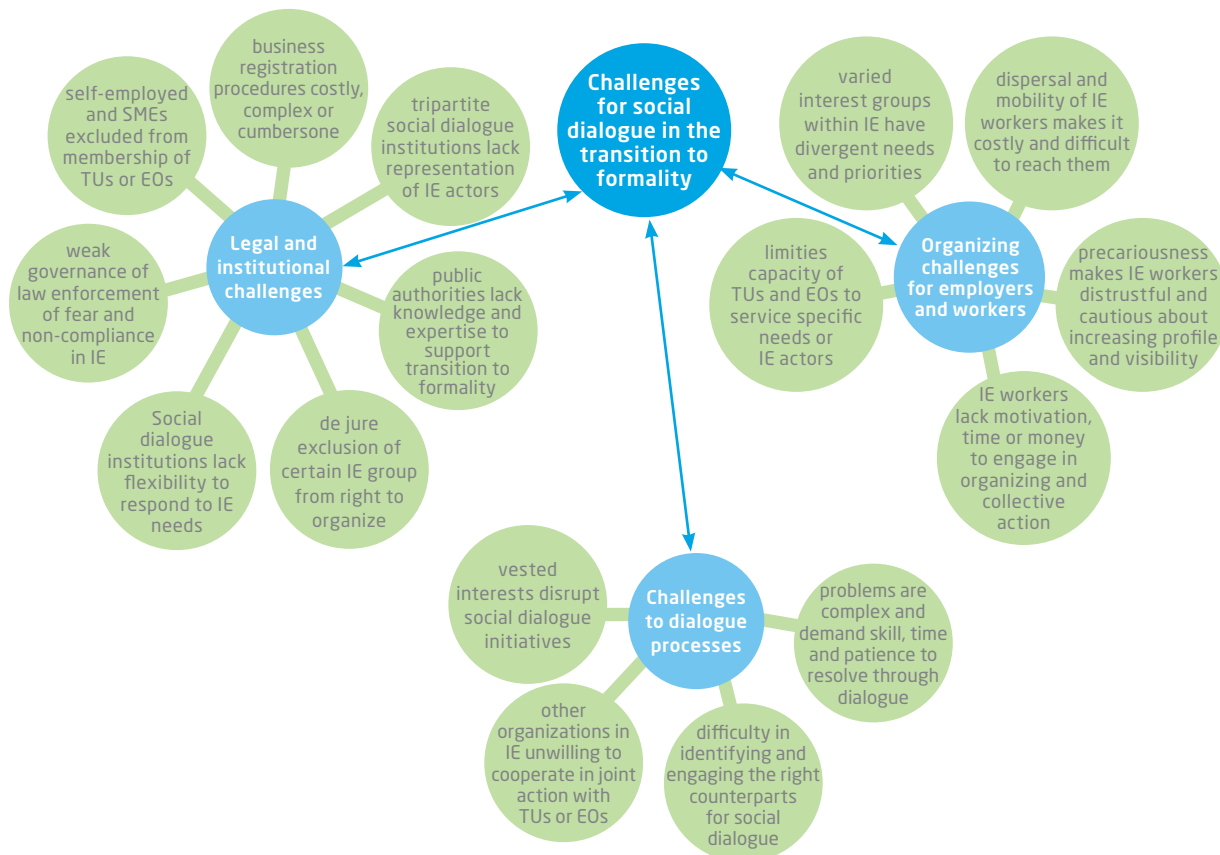 Challenges
for social
dialogue in the
transition to
formality
Legal and
institutional
challenges
self-employed
and SMEs
excluded from
membership of
TUs or EOs
business
registration
procedures costly,
complex or
cumbersone
tripartite
social dialogue
institutions lack
representation
of IE actors
weak
governance of
law enforcement
of fear and
non-compliance
in IE
public
authorities lack
knowledge and
expertise to
support
transition to
formality
Social
dialogue
institutions lack
flexibility to
respond to IE
needs
de jure
exclusion of
certain IE group
from right to
organize
Organizing
challenges
for employers
and workers
varied
interest groups
within IE have
divergent needs
and priorities
dispersal and
mobility of IE
workers makes it
costly and difficult
to reach them
limities
capacity of
TUs and EOs to
service specific
needs or
IE actors
precariousness
makes IE workers
distrustful and
cautious about
increasing profile
and visibility
IE workers
lack motivation,
time or money
to engage in
organizing and
collective
action
Challenges
to dialogue
processes
vested
interests disrupt
social dialogue
initiatives
problems are
complex and
demand skill, time
and patience to
resolve through
dialogue
other
organizations in
IE unwilling to
cooperate in joint
action with
TUs or EOs
difficulty in
identifying and
engaging the right
counterparts
for social
dialogue